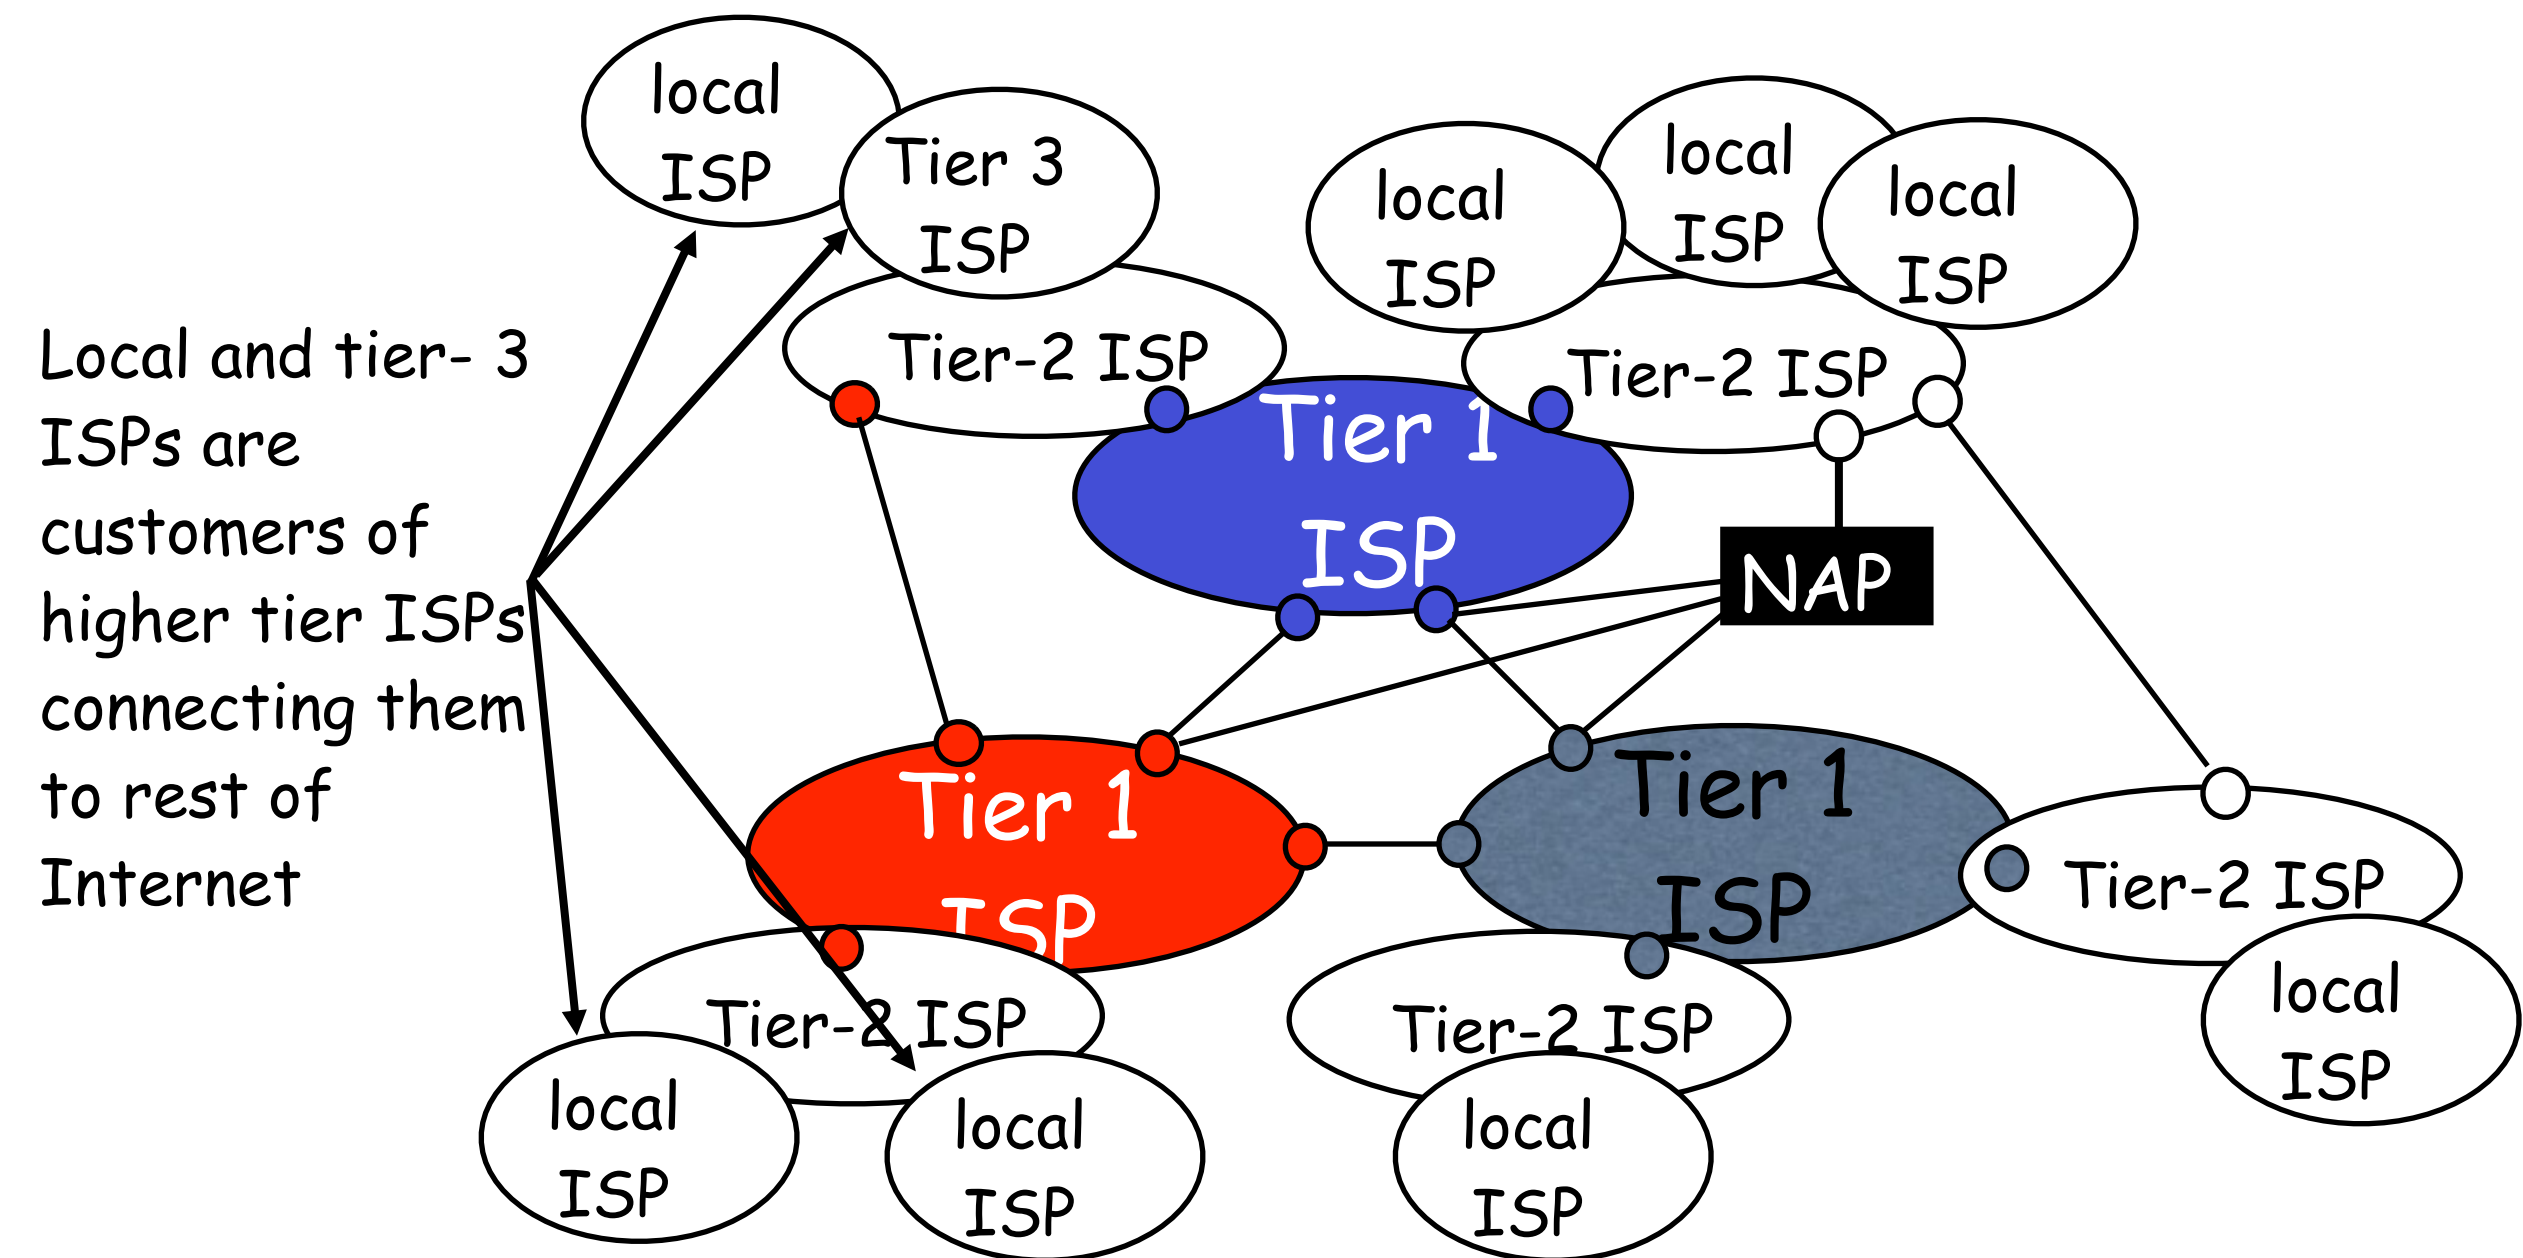 local
ISP
Tier 3
ISP
local
ISP
local
ISP
local
ISP
Local and tier- 3
ISPs are
customers of
higher tier ISPs
connecting them
to rest of
Internet
Tier-2 ISP
Tier-2 ISP
Tier 1
ISP
NAP
Tier 1
ISP
Tier 1
ISP
Tier-2 ISP
Tier-2 ISP
Tier-2 ISP
local
ISP
local
ISP
local
ISP
local
ISP